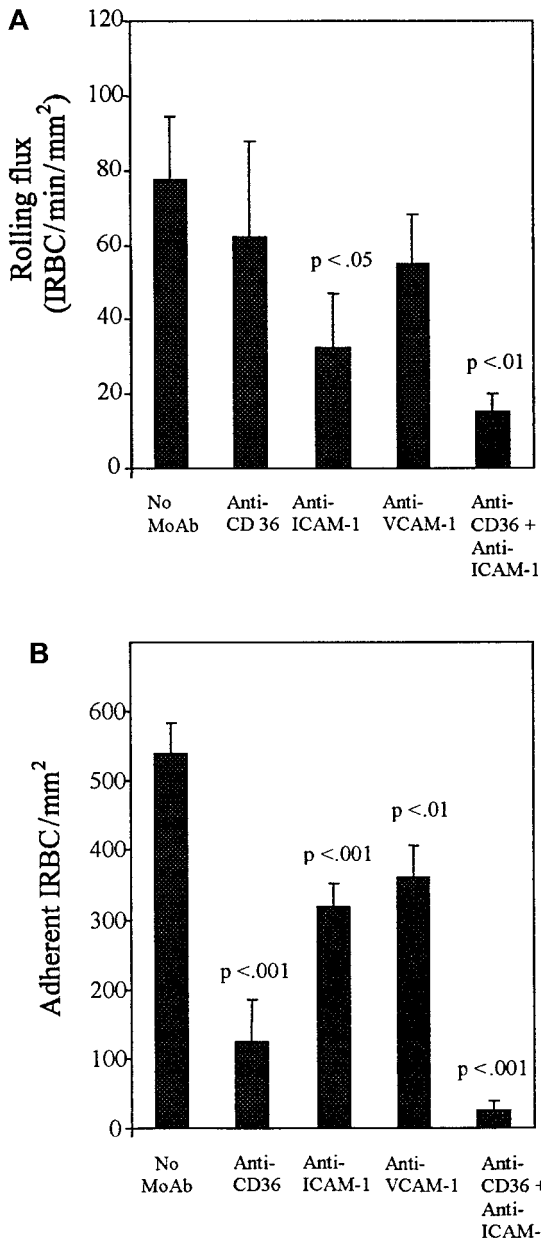 A
Rolling flux
(IRBC/min/mm²)
120
100
80
60
40
20
0
p <.05
p <.01
No
MoAb
Anti-
CD 36
Anti-
ICAM-1
Anti-
VCAM-1
Anti-
CD36 +
Anti-
ICAM-1
B
Adherent IRBC/mm²
600
500
400
300
200
100
0
p <.001
p <.001
p <.01
p <.001
No
MoAb
Anti-
CD36
Anti-
ICAM-1
Anti-
VCAM-1
Anti-
CD36 +
Anti-
ICAM-